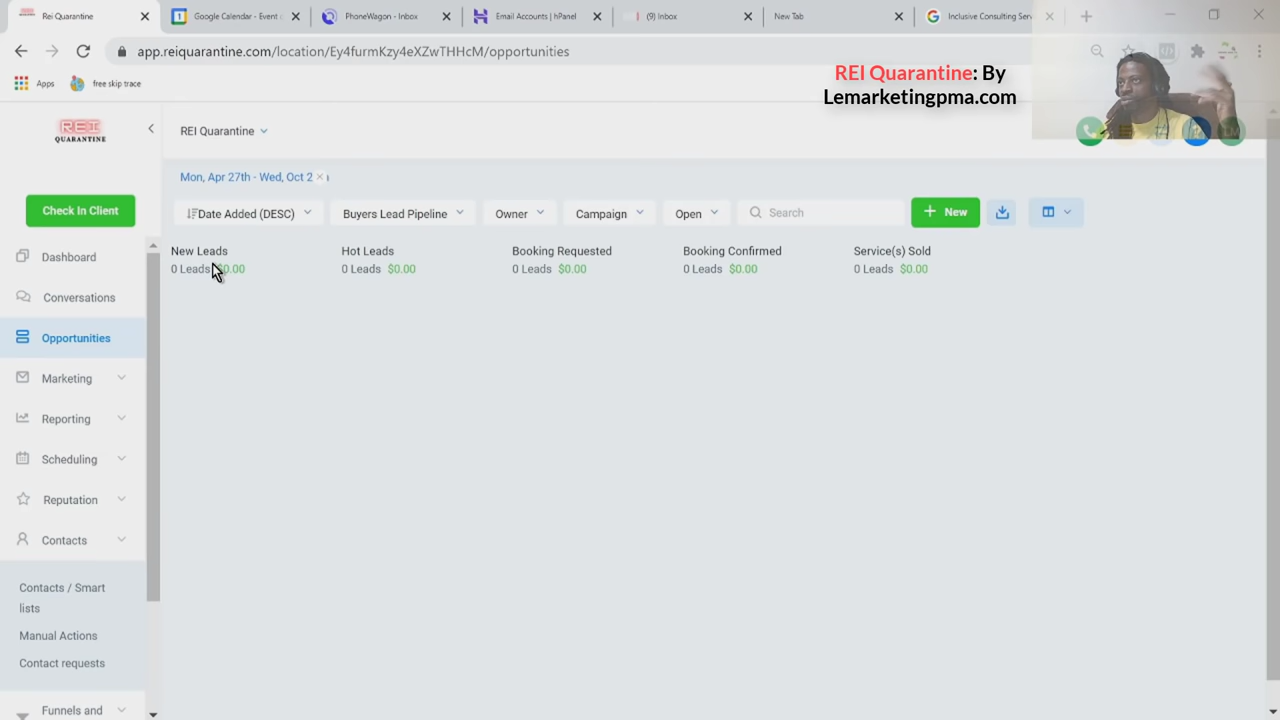 Rei Quarantine
Google Calendar - Event
PhoneWagon - Inbox
Email Accounts | hPanel
(9) Inbox
New Tab
Inclusive Consulting Serv
app.reiquarantine.com/location/Ey4furmKzy4eXZwTHHcM/opportunities
Apps
free skip trace
REI Quarantine: By
Lemarketingpma.com
REI
QUARANTINE
REI Quarantine
Mon, Apr 27th - Wed, Oct 2
Check In Client
Date Added (DESC)
Buyers Lead Pipeline
Owner
Campaign
Open
Search
New
New Leads
0 Leads $0.00
Hot Leads
0 Leads $0.00
Booking Requested
0 Leads $0.00
Booking Confirmed
0 Leads $0.00
Service(s) Sold
0 Leads $0.00
Dashboard
Conversations
Opportunities
Marketing
Reporting
Scheduling
Reputation
Contacts
Contacts / Smart
lists
Manual Actions
Contact requests
Funnels and